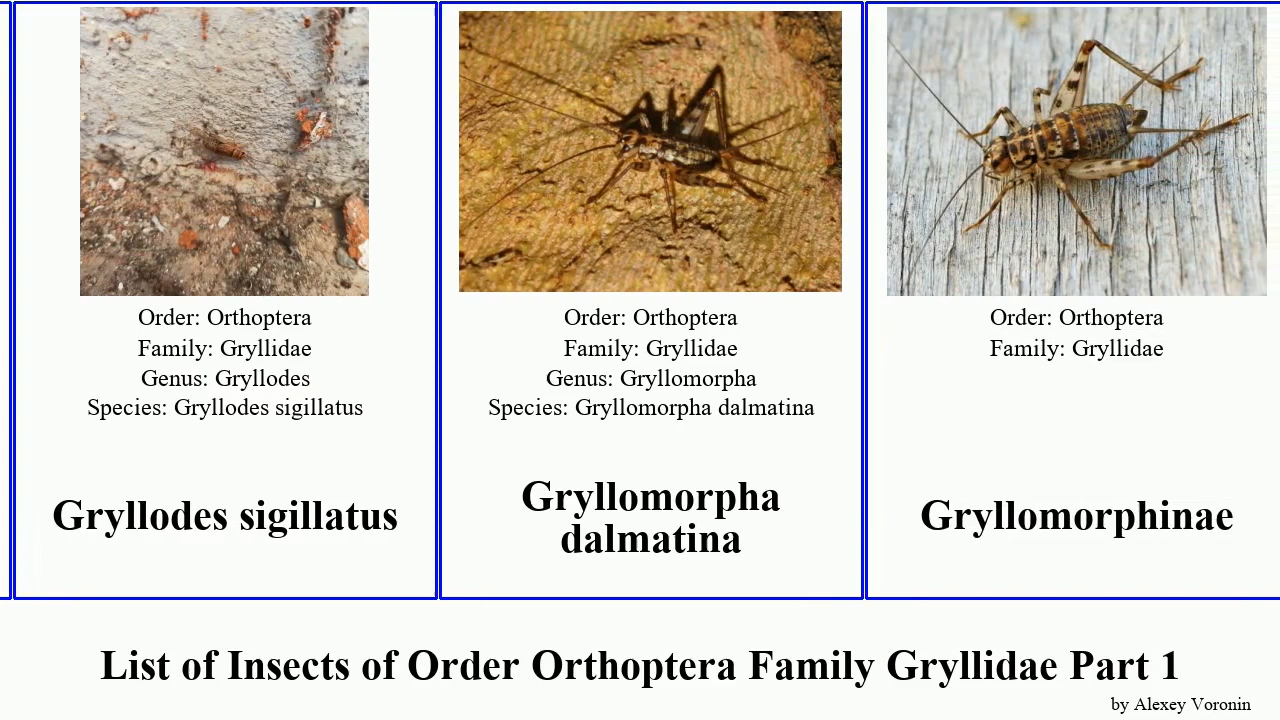 Order: Orthoptera
Family: Gryllidae
Genus: Gryllodes
Species: Gryllodes sigillatus
Gryllodes sigillatus
Order: Orthoptera
Family: Gryllidae
Genus: Gryllomorpha
Species: Gryllomorpha dalmatina
Gryllomorpha
dalmatina
Order: Orthoptera
Family: Gryllidae
Gryllomorphinae
List of Insects of Order Orthoptera Family Gryllidae Part 1
by Alexey Voronin